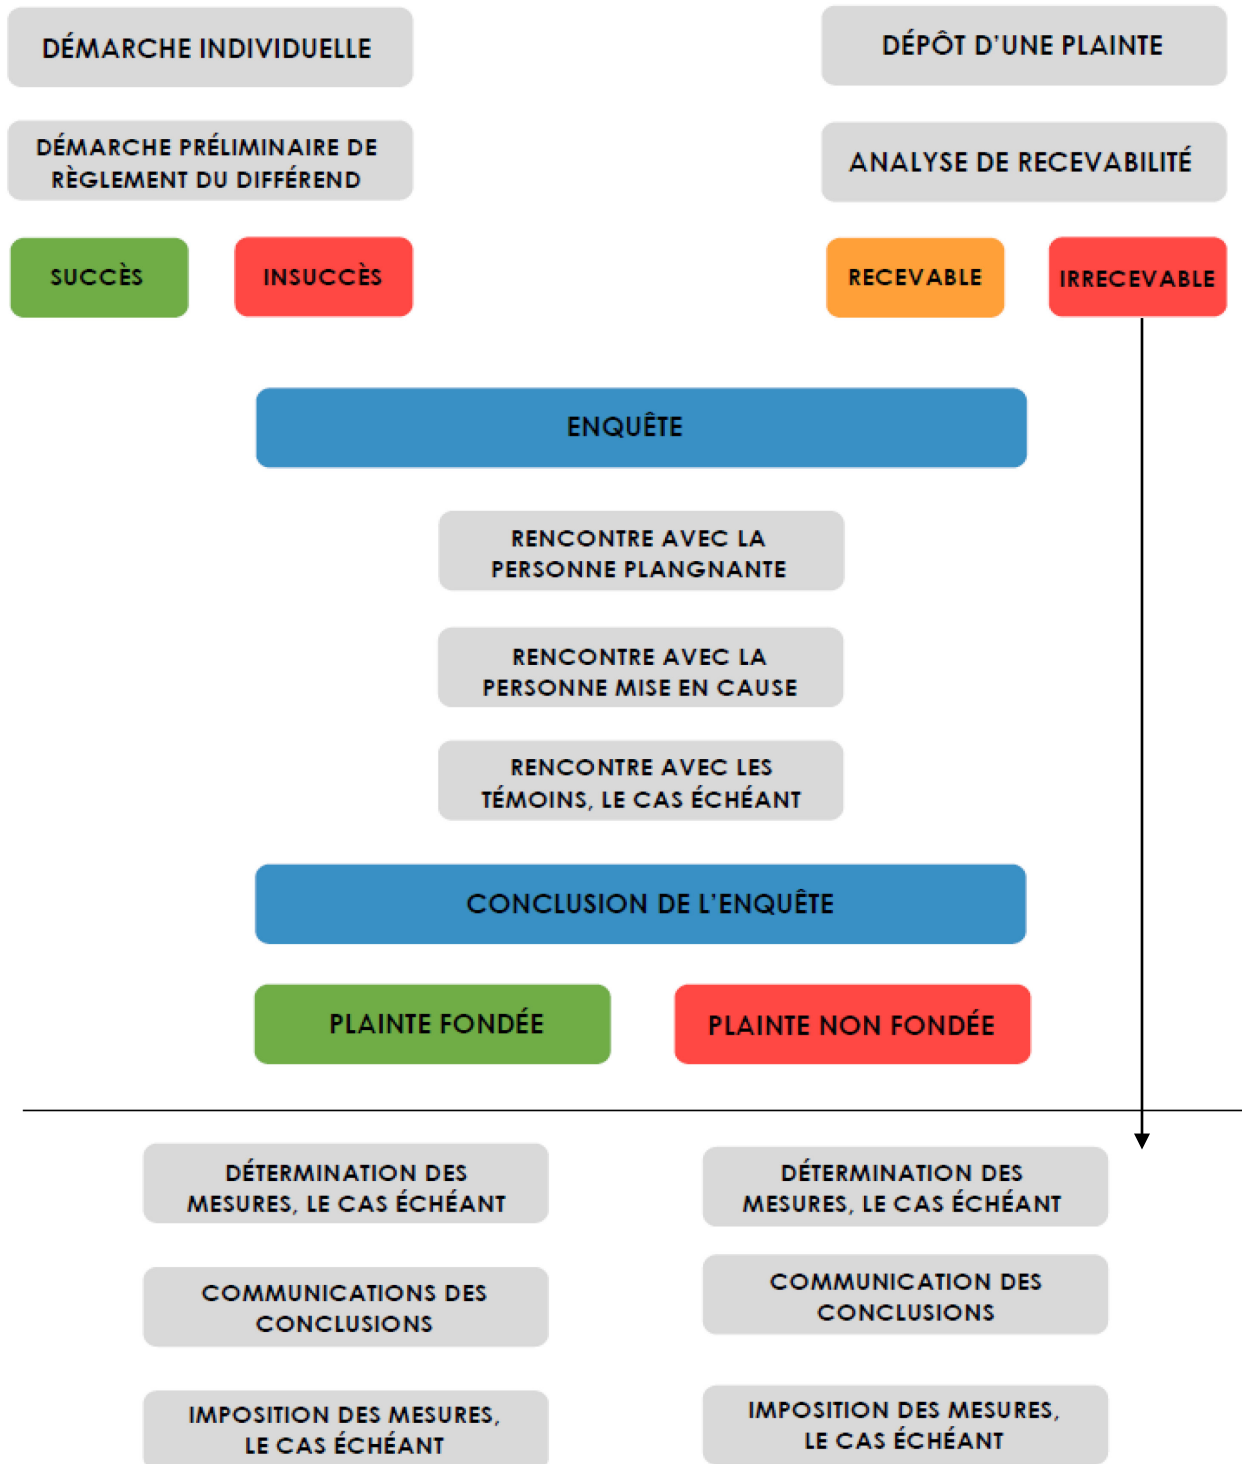 DÉMARCHE INDIVIDUELLE
DÉPÔT D'UNE PLAINTE
DÉMARCHE PRÉLIMINAIRE DE
RÈGLEMENT DU DIFFÉREND
ANALYSE DE RECEVABILITÉ
SUCCÈS
INSUCCÈS
RECEVABLE
IRRECEVABLE
ENQUÊTE
RENCONTRE AVEC LA
PERSONNE PLANGNANTE
RENCONTRE AVEC LA
PERSONNE MISE EN CAUSE
RENCONTRE AVEC LES
TÉMOINS, LE CAS ÉCHÉANT
CONCLUSION DE L'ENQUÊTE
PLAINTE FONDÉE
PLAINTE NON FONDÉE
DÉTERMINATION DES
MESURES, LE CAS ÉCHÉANT
DÉTERMINATION DES
MESURES, LE CAS ÉCHÉANT
COMMUNICATIONS DES
CONCLUSIONS
COMMUNICATION DES
CONCLUSIONS
IMPOSITION DES MESURES,
LE CAS ÉCHÉANT
IMPOSITION DES MESURES,
LE CAS ÉCHÉANT